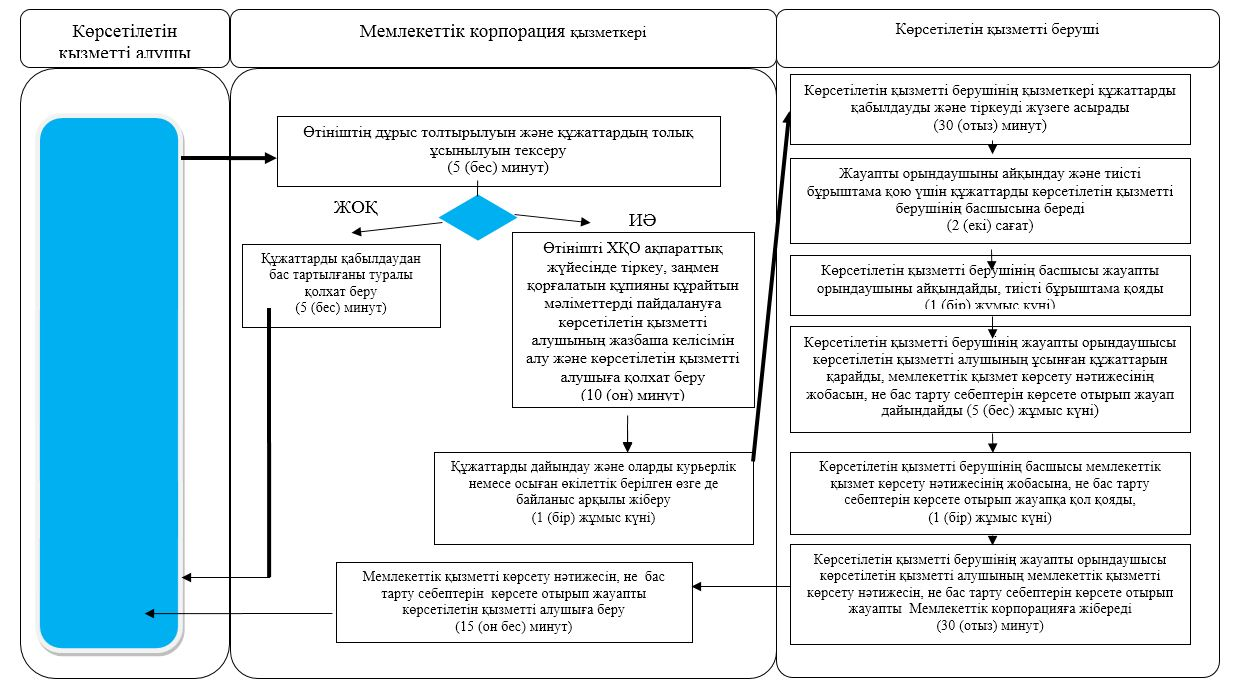 Көрсетілетін
қызметті алушы
Мемлекеттік корпорация қызметкері
Көрсетілетін қызметті беруші
Өтініштің дұрыс толтырылуын және құжаттардың толық
ұсынылуын тексеру
(5 (бес) минут)
ЖОҚ
ИӘ
Құжаттарды қабылдаудан
бас тартылғаны туралы
қолхат беру
(5 (бес) минут)
Өтінішті ХҚО ақпараттық
жүйесінде тіркеу, заңмен
қорғалатын құпияны құрайтын
мәліметтерді пайдалануға
көрсетілетін қызметті
алушының жазбаша келісімін
алу және көрсетілетін қызметті
алушыға қолхат беру
(10 (он) минут)
Құжаттарды дайындау және оларды курьерлік
немесе осыған өкілеттік берілген өзге де
байланыс арқылы жіберу
(1 (бір) жұмыс күні)
Көрсетілетін қызметті берушінің қызметкері құжаттарды
қабылдауды және тіркеуді жүзеге асырады
(30 (отыз) минут)
Жауапты орындаушыны айқындау және тиісті
бұрыштама қою үшін құжаттарды көрсетілетін қызметті
берушінің басшысына береді
(2 (екі) сағат)
Көрсетілетін қызметті берушінің басшысы жауапты
орындаушыны айқындайды, тиісті бұрыштама қояды
(1 (бір) жұмыс күні)
Көрсетілетін қызметті берушінің жауапты орындаушысы
көрсетілетін қызметті алушының ұсынған құжаттарын
қарайды, мемлекеттік қызмет көрсету нәтижесінің
жобасын, не бас тарту себептерін көрсете отырып жауап
дайындайды (5 (бес) жұмыс күні)
Көрсетілетін қызметті берушінің басшысы мемлекеттік
қызмет көрсету нәтижесінің жобасына, не бас тарту
себептерін көрсете отырып жауапқа қол қояды,
(1 (бір) жұмыс күні)
Көрсетілетін қызметті берушінің жауапты орындаушысы
көрсетілетін қызметті алушының мемлекеттік қызметті
көрсету нәтижесін, не бас тарту себептерін көрсете отырып
жауапты Мемлекеттік корпорацияға жібереді
(30 (отыз) минут)
Мемлекеттік қызметті көрсету нәтижесін, не бас
тарту себептерін көрсете отырып жауапты
көрсетілетін қызметті алушыға беру
(15 (он бес) минут)